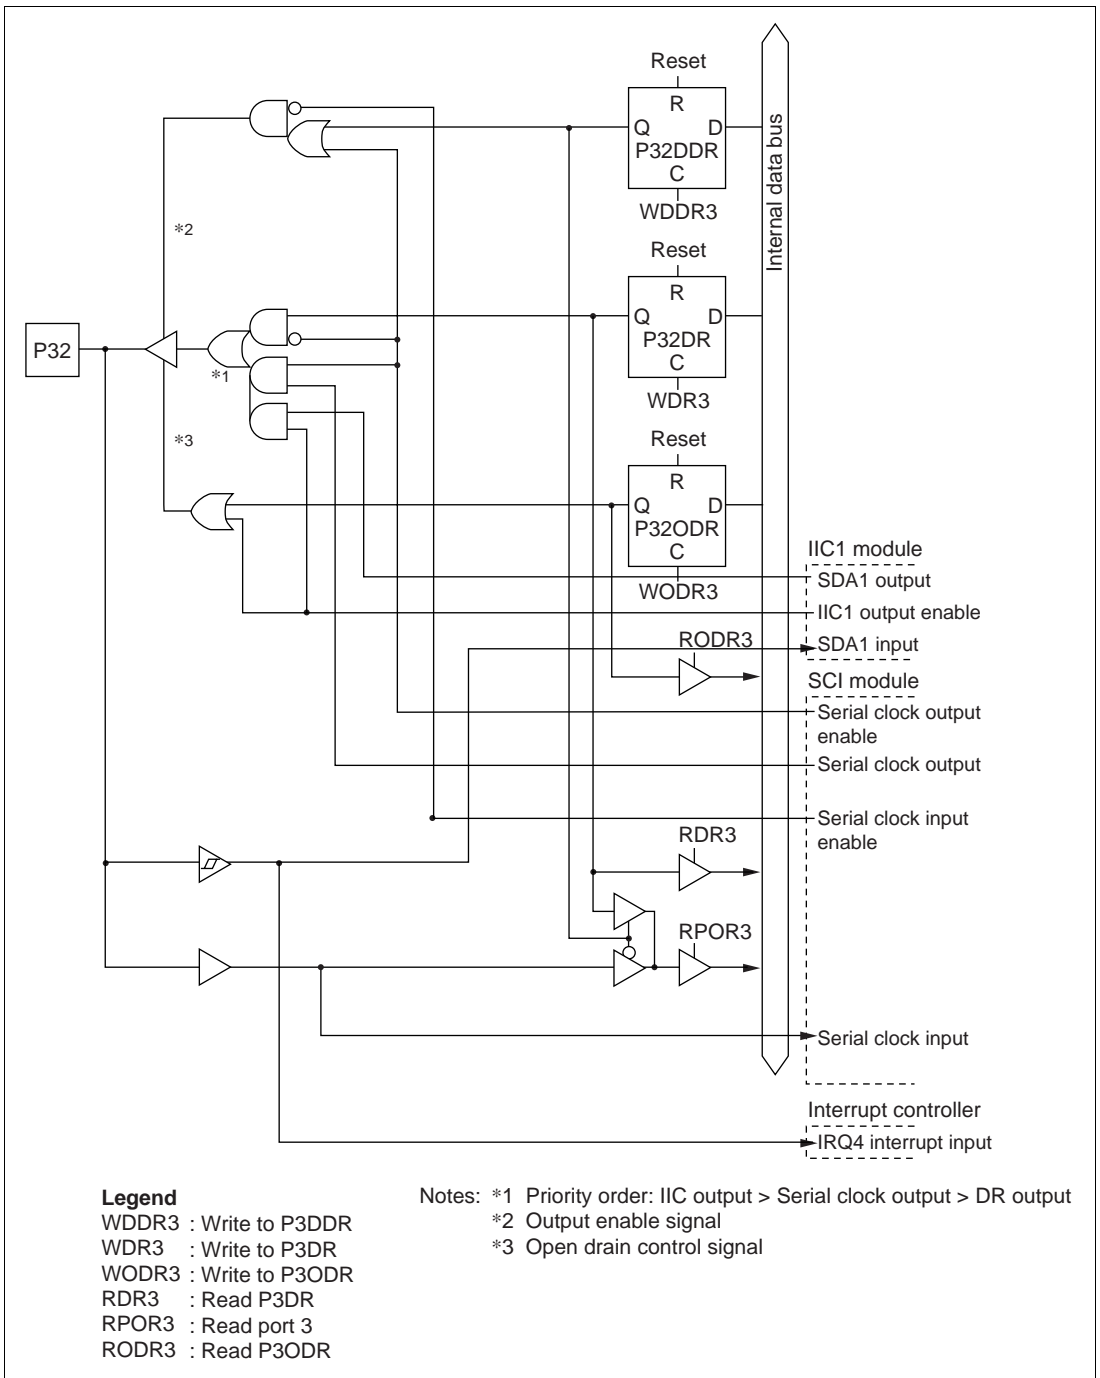 Reset
R
Q D
P32DDR
C
WDDR3
Internal data bus
*2
Reset
R
Q D
P32DR
C
WDR3
P32
*1
*3
Reset
R
Q D
P32ODR
C
WODR3
IIC1 module
SDA1 output
IIC1 output enable
SDA1 input
RODR3
SCI module
Serial clock output
enable
Serial clock output
Serial clock input
enable
RDR3
RPOR3
Serial clock input
Interrupt controller
IRQ4 interrupt input
Legend
WDDR3 : Write to P3DDR
WDR3 : Write to P3DR
WODR3 : Write to P3ODR
RDR3 : Read P3DR
RPOR3 : Read port 3
RODR3 : Read P3ODR
Notes: *1 Priority order: IIC output > Serial clock output > DR output
*2 Output enable signal
*3 Open drain control signal